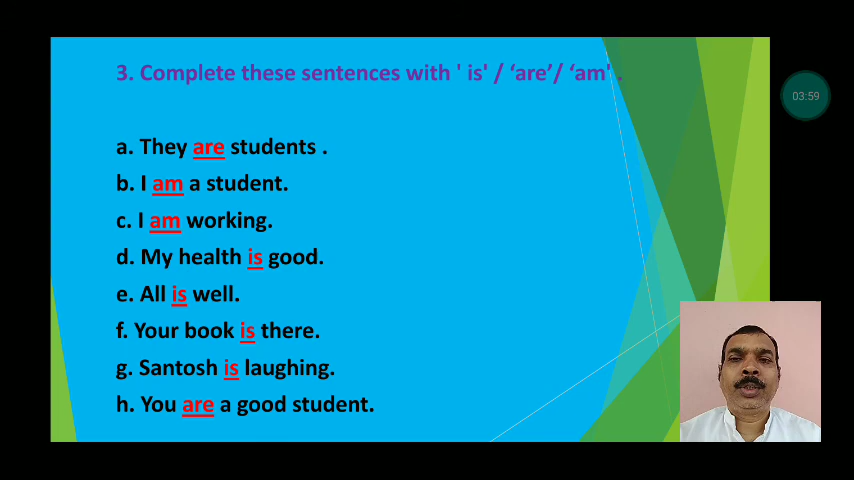 3. Complete these sentences with ' is' / ‘are’/ ‘am' .
03:59
a. They are students .
b. I am a student.
c. I am working.
d. My health is good.
e. All is well.
f. Your book is there.
g. Santosh is laughing.
h. You are a good student.